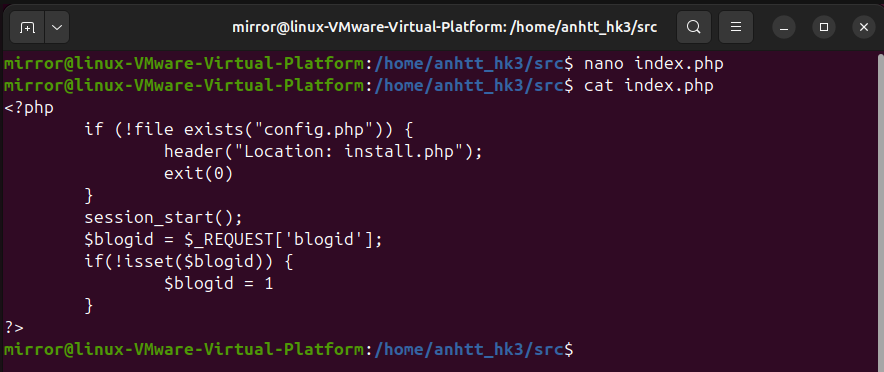 mirror@linux-VMware-Virtual-Platform: /home/anhtt_hk3/src
mirror@linux-VMware-Virtual-Platform:/home/anhtt_hk3/src$ nano index.php
mirror@linux-VMware-Virtual-Platform:/home/anhtt_hk3/src$ cat index.php
<?php
        if (!file exists("config.php")) {
                header("Location: install.php");
                exit(0)
        }
        session_start();
        $blogid = $_REQUEST['blogid'];
        if(!isset($blogid)) {
                $blogid = 1
        }
?>
mirror@linux-VMware-Virtual-Platform:/home/anhtt_hk3/src$